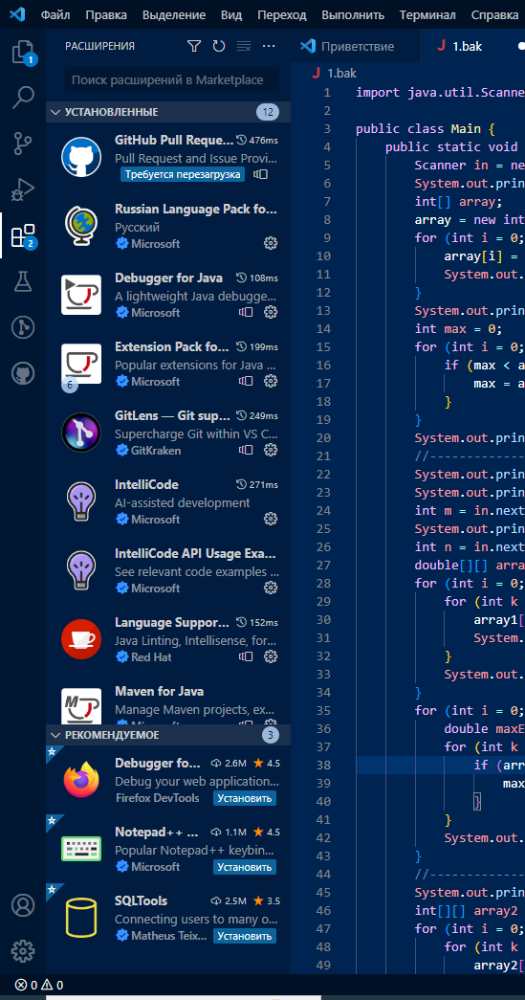 Файл Правка Выделение Вид Переход Выполнить Терминал Справка
РАСШИРЕНИЯ
Поиск расширений в Marketplace
УСТАНОВЛЕННЫЕ 12
GitHub Pull Reque... 476ms
Pull Request and Issue Provi...
Требуется перезагрузка
Russian Language Pack fo...
Русский
Microsoft
Debugger for Java 108ms
A lightweight Java debugge...
Microsoft
Extension Pack fo... 199ms
Popular extensions for Java ...
Microsoft
6
GitLens — Git sup... 249ms
Supercharge Git within VS C...
GitKraken
IntelliCode 271ms
AI-assisted development
Microsoft
IntelliCode API Usage Exa...
See relevant code examples ...
Microsoft
Language Suppor... 152ms
Java Linting, Intellisense, for...
Red Hat
Maven for Java
Manage Maven projects, ex...
Microsoft
РЕКОМЕНДУЕМОЕ 3
Debugger fo... 2.6M 4.5
Debug your web application...
Firefox DevTools Установить
Notepad++ ... 1.1M 4.5
Popular Notepad++ keybin...
Microsoft Установить
SQLTools 2.5M 3.5
Connecting users to many o...
Matheus Teix... Установить
1
2
Приветствие 1.bak
1.bak
1 import java.util.Scanne
2
3 public class Main {
4 public static void
5 Scanner in = ne
6 System.out.prin
7 int[] array;
8 array = new int
9 for (int i = 0;
10 array[i] =
11 System.out.
12 }
13 System.out.prin
14 int max = 0;
15 for (int i = 0;
16 if (max < a
17 max = a
18 }
19 }
20 System.out.prin
21 //-------------
22 System.out.prin
23 System.out.prin
24 int m = in.next
25 System.out.prin
26 int n = in.next
27 double[][] arra
28 for (int i = 0;
29 for (int k
30 array1[
31 System.
32 }
33 System.out.
34 }
35 for (int i = 0;
36 double maxE
37 for (int k
38 if (arr
39 max
40 }
41 }
42 System.out.
43 }
44 //-------------
45 System.out.prin
46 int[][] array2
47 for (int i = 0;
48 for (int k
49 array2[
0 0